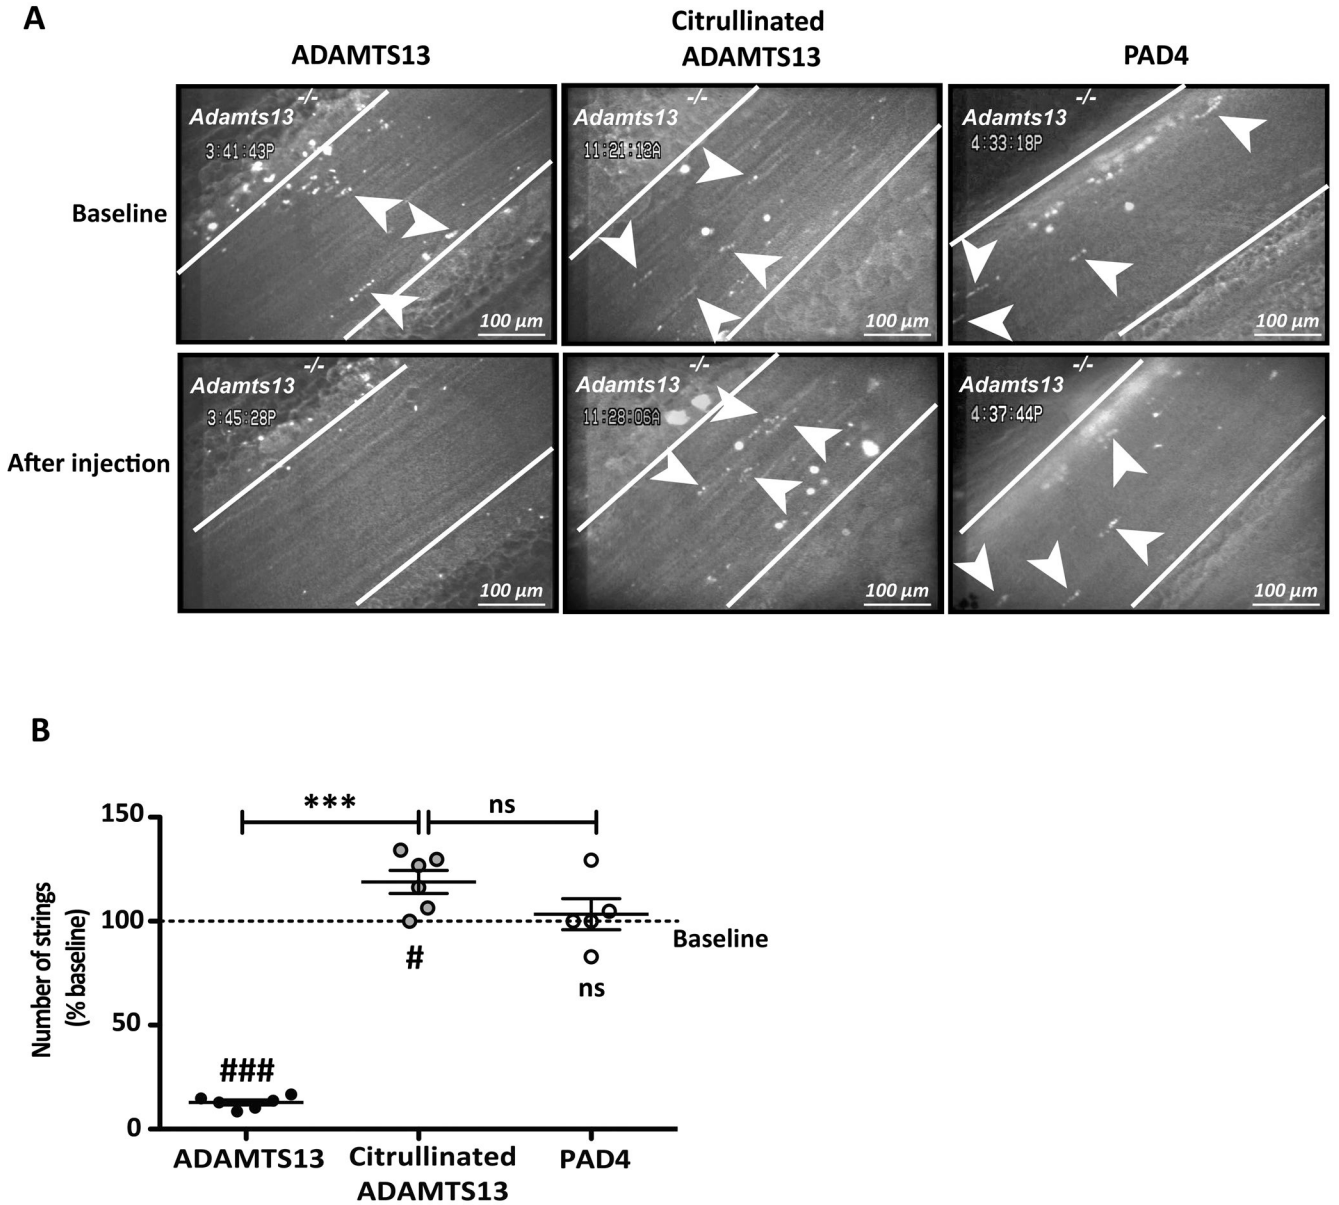 A
ADAMTS13
Citrullinated
ADAMTS13
PAD4
Baseline
Adamts13 -/-
3:41:43P
100 µm
Adamts13 -/-
11:21:13A
100 µm
Adamts13 -/-
4:33:18P
100 µm
After injection
Adamts13 -/-
3:45:28P
100 µm
Adamts13 -/-
11:28:06A
100 µm
Adamts13 -/-
4:37:44P
100 µm
B
Number of strings
(% baseline)
150
100
50
0
***
ns
#
ns
###
Baseline
ADAMTS13
Citrullinated
ADAMTS13
PAD4